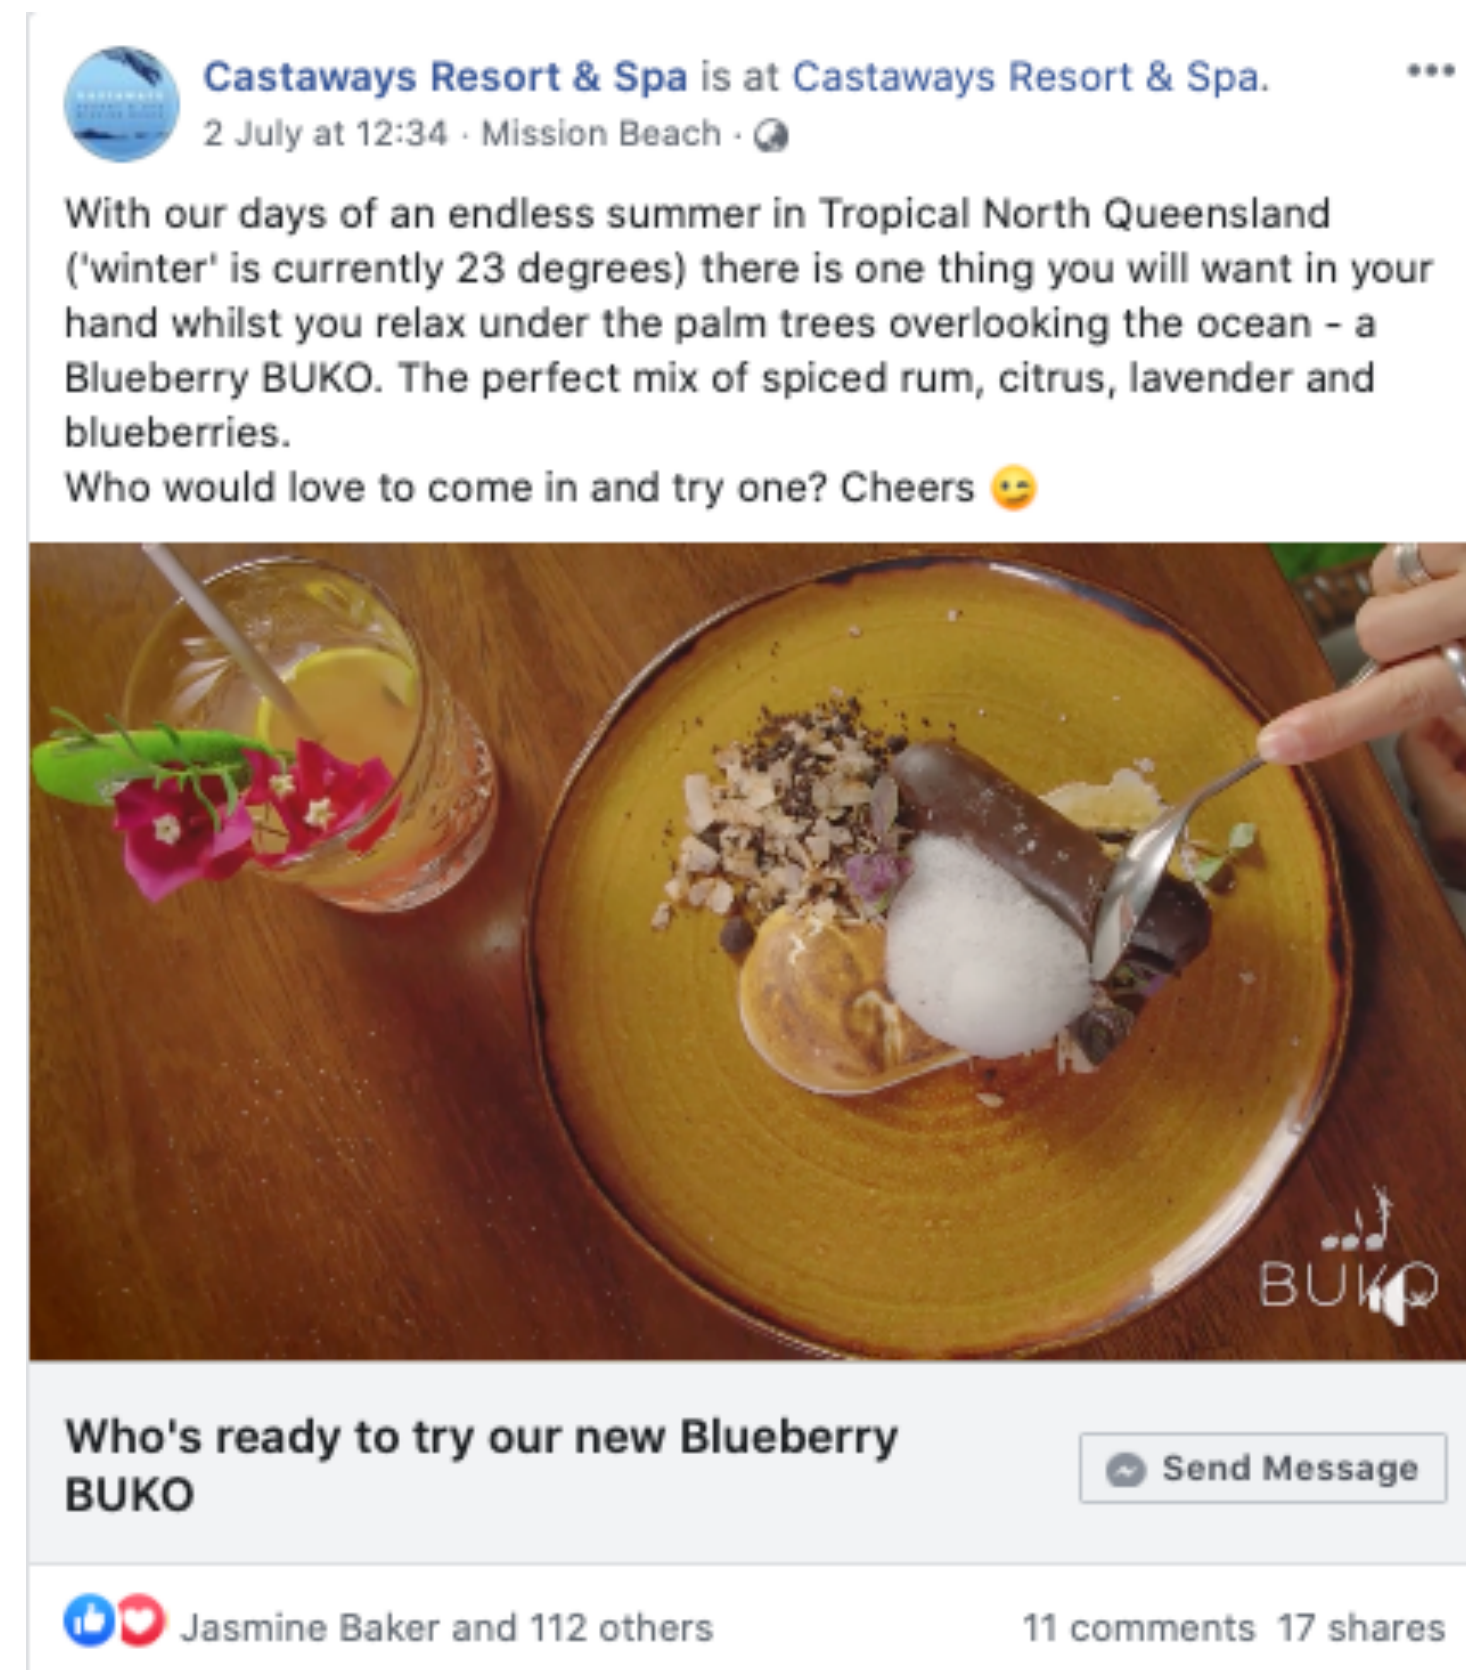 Castaways Resort & Spa is at Castaways Resort & Spa.
2 July at 12:34 · Mission Beach ·
With our days of an endless summer in Tropical North Queensland
('winter' is currently 23 degrees) there is one thing you will want in your
hand whilst you relax under the palm trees overlooking the ocean - a
Blueberry BUKO. The perfect mix of spiced rum, citrus, lavender and
blueberries.
Who would love to come in and try one? Cheers 😉
BUKO
Who's ready to try our new Blueberry
BUKO
Send Message
Jasmine Baker and 112 others
11 comments 17 shares